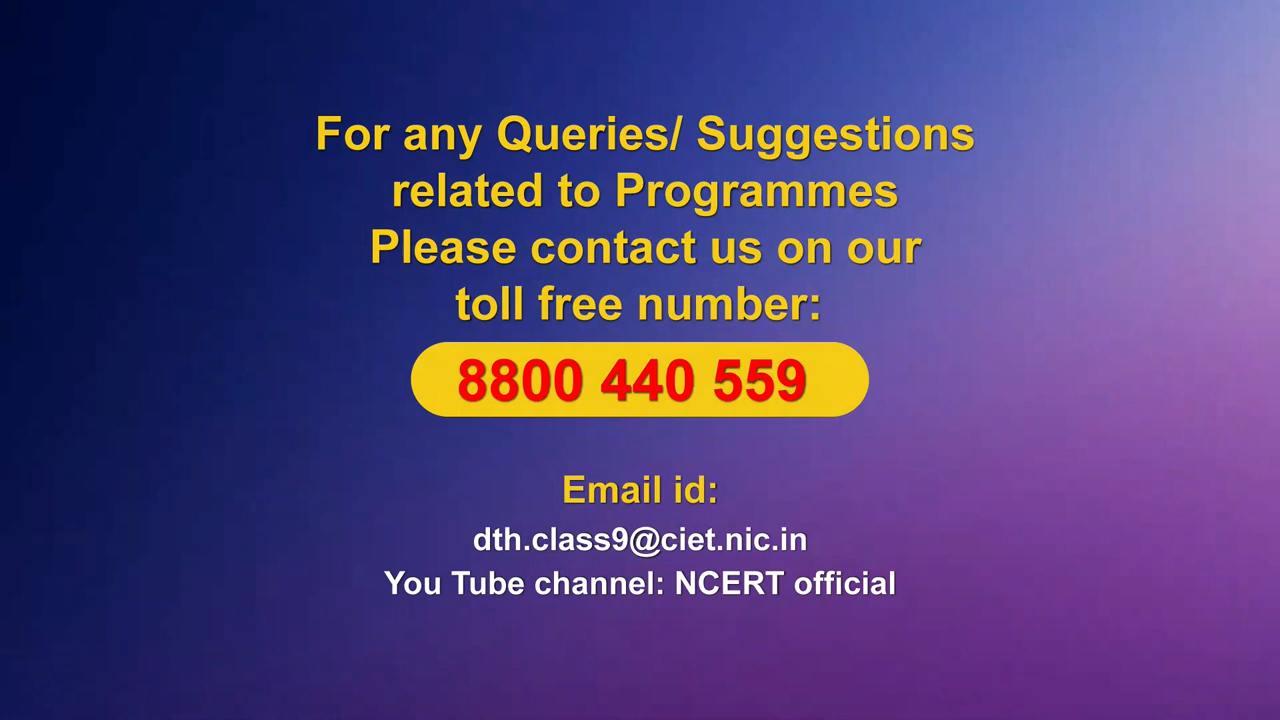 For any Queries/ Suggestions
related to Programmes
Please contact us on our
toll free number:
8800 440 559
Email id:
dth.class9@ciet.nic.in
You Tube channel: NCERT official